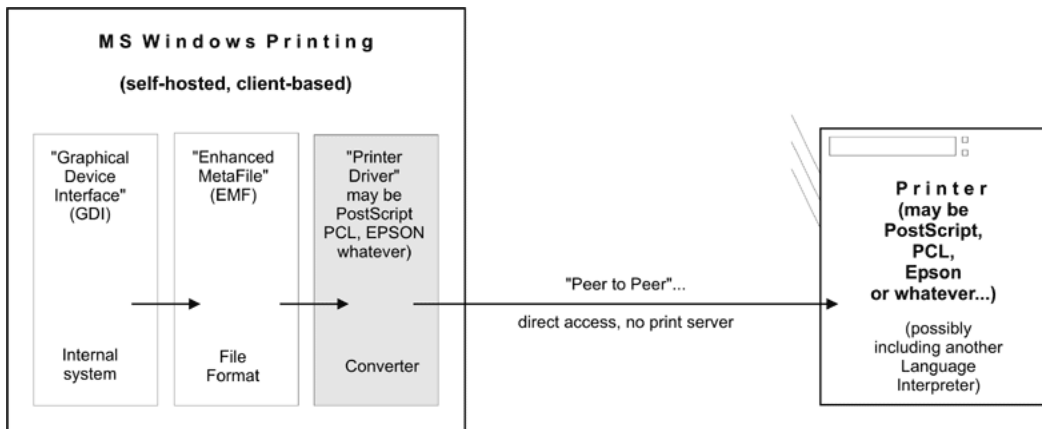 MS Windows Printing
(self-hosted, client-based)
"Graphical
Device
Interface"
(GDI)
Internal
system
"Enhanced
MetaFile"
(EMF)
File
Format
"Printer
Driver"
may be
PostScript
PCL, EPSON
whatever)
Converter
"Peer to Peer"...
direct access, no print server
Printer
(may be
PostScript,
PCL,
Epson
or whatever...)
(possibly
including another
Language
Interpreter)